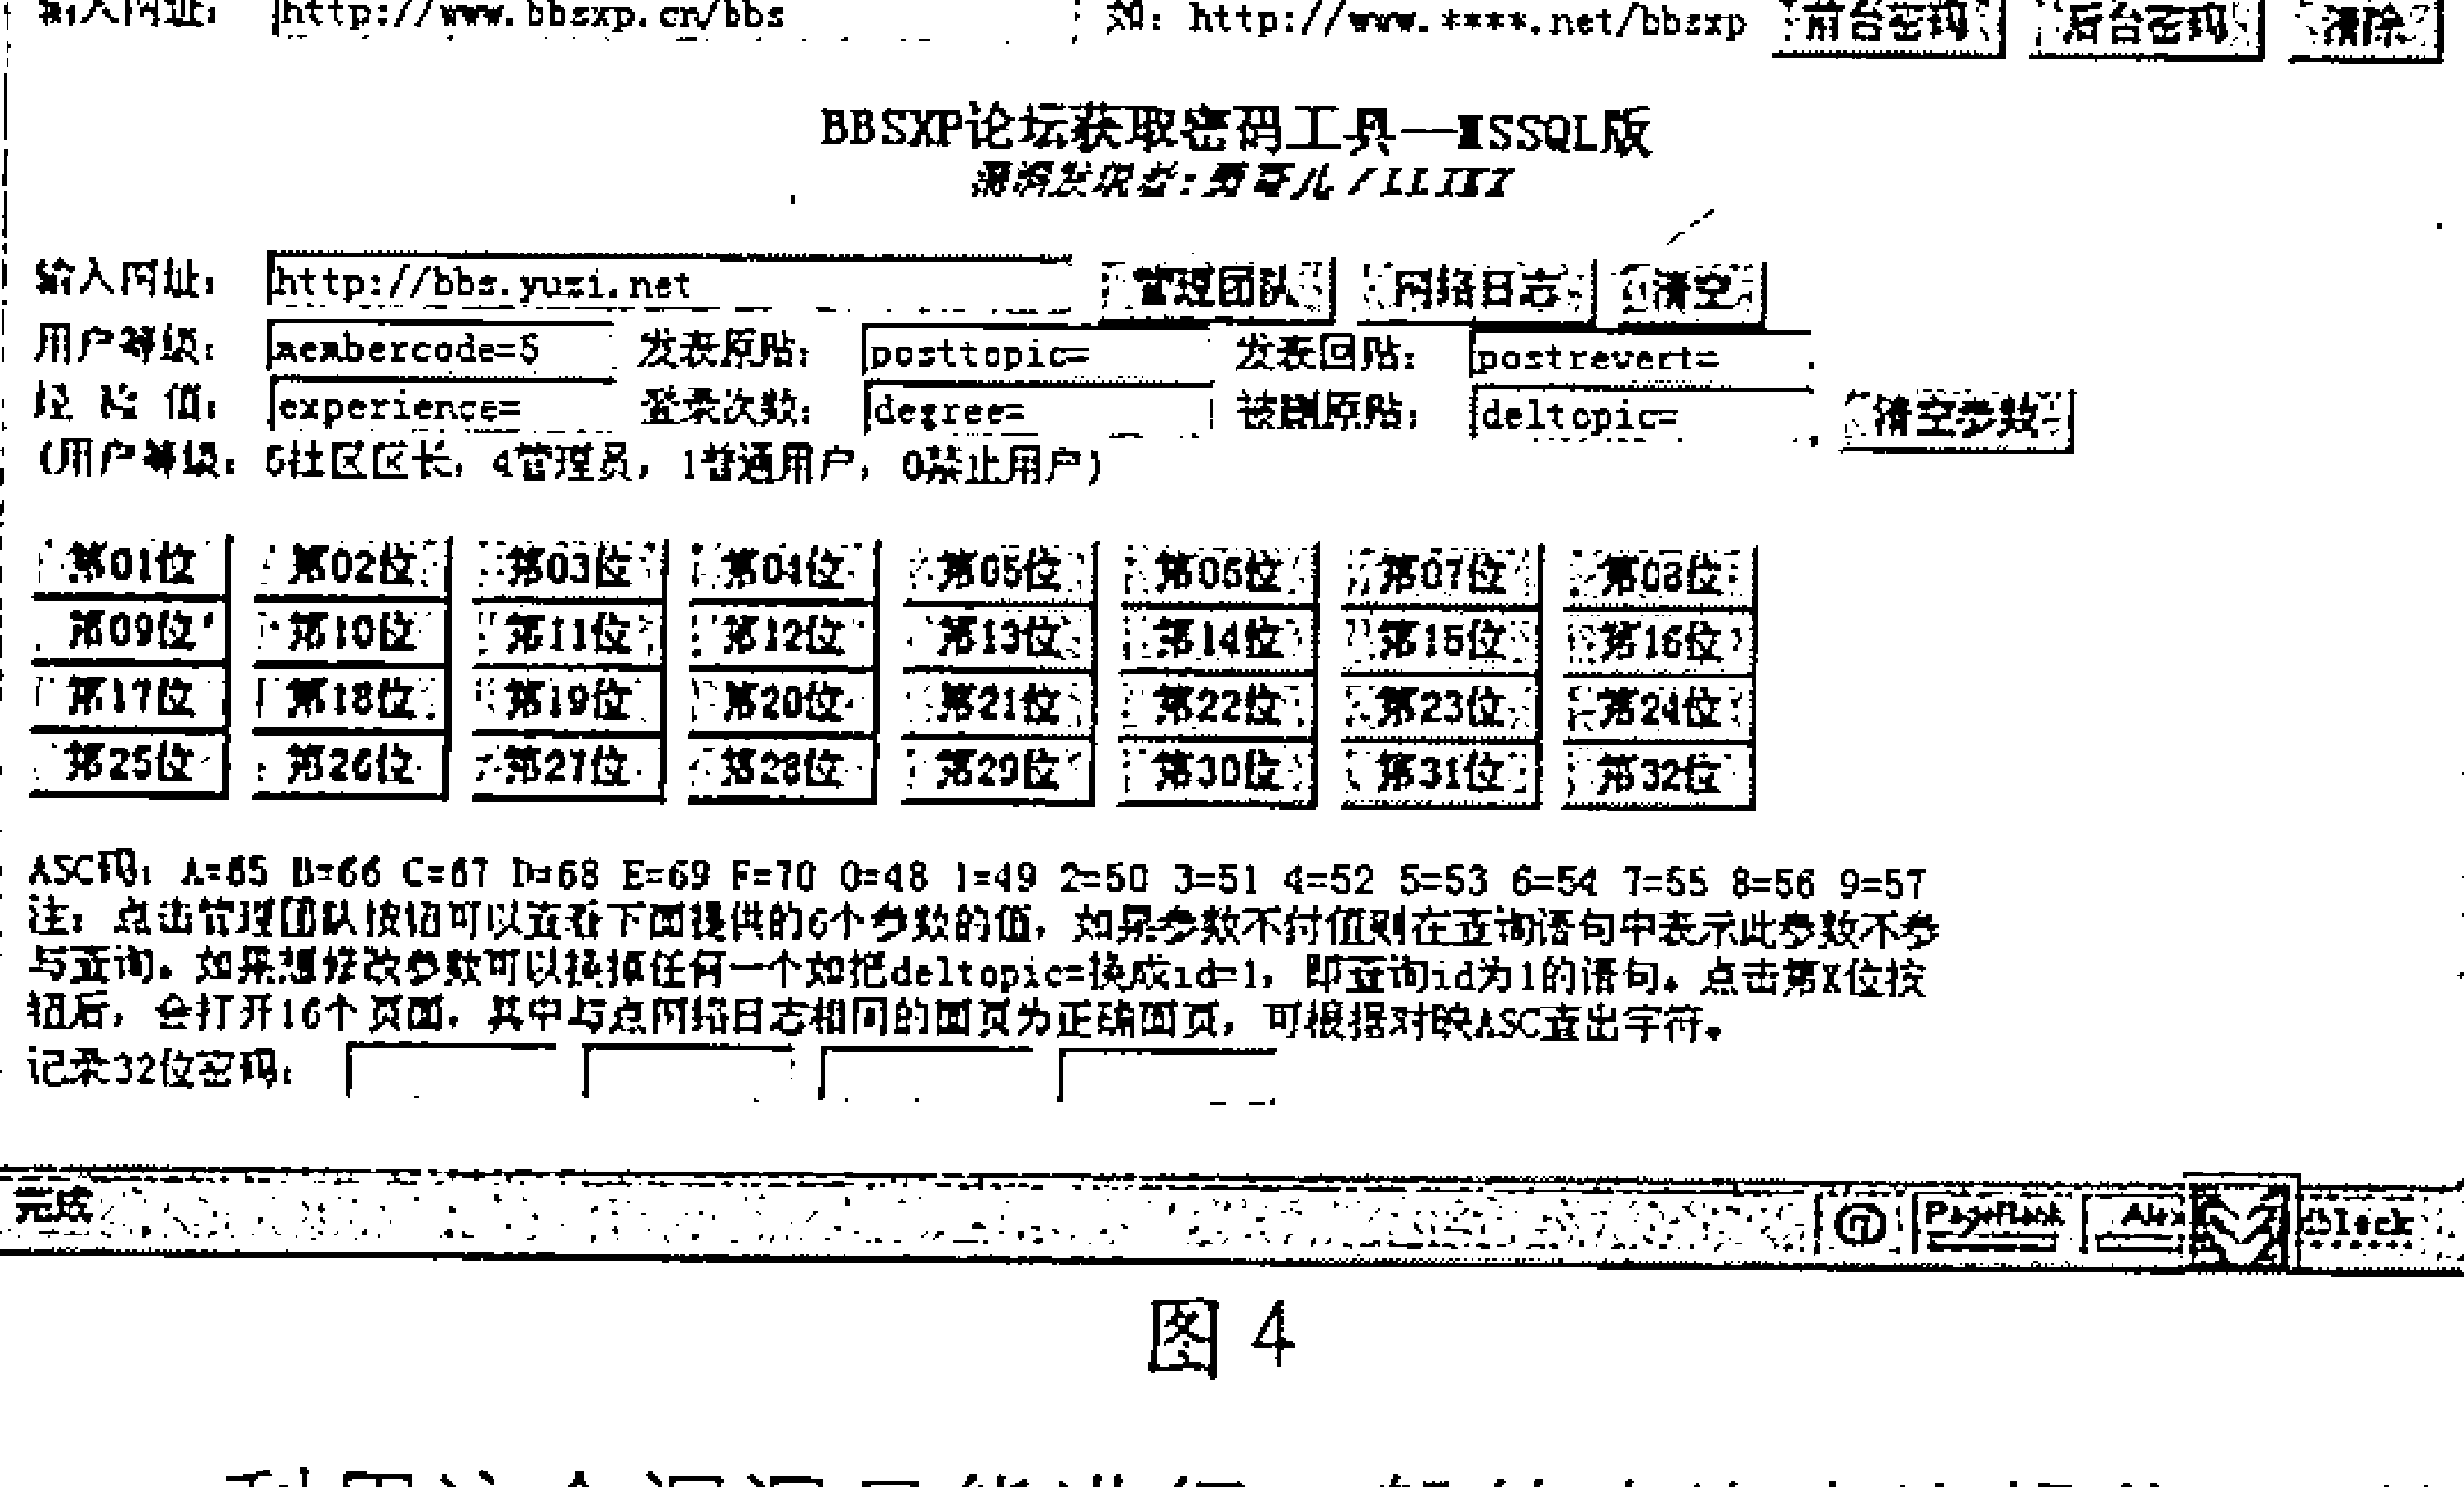 输入网址： http://www.bbsxp.cn/bbs 如：http://www.****.net/bbsxp 前台密码 后台密码 清除
BBSXP论坛获取密码工具--MSSQL版
漏洞发现者:
输入网址： http://bbs.yuzi.net 管理团队 网络日志 清空
用户等级： membercode=5 发表原贴： posttopic= 发表回贴： postrevert=
经 验 值： experience= 登录次数： degree= 被删原贴： deltopic= 清空参数
(用户等级：5社区区长，4管理员，1普通用户，0禁止用户)
第01位 第02位 第03位 第04位 第05位 第06位 第07位 第08位
第09位 第10位 第11位 第12位 第13位 第14位 第15位 第16位
第17位 第18位 第19位 第20位 第21位 第22位 第23位 第24位
第25位 第26位 第27位 第28位 第29位 第30位 第31位 第32位
ASC码：A=65 B=66 C=67 D=68 E=69 F=70 0=48 1=49 2=50 3=51 4=52 5=53 6=54 7=55 8=56 9=57
注：点击管理团队按钮可以查看下面提供的6个参数的值，如果参数不付值则在查询语句中表示此参数不参
与查询。如果想修改参数可以换掉任何一个如把deltopic=换成id=1，即查询id为1的语句。点击第X位按
钮后，会打开16个页面，其中与点网络日志相同的面页为正确面页，可根据对映ASC查出字符。
记录32位密码：
完成
图 4